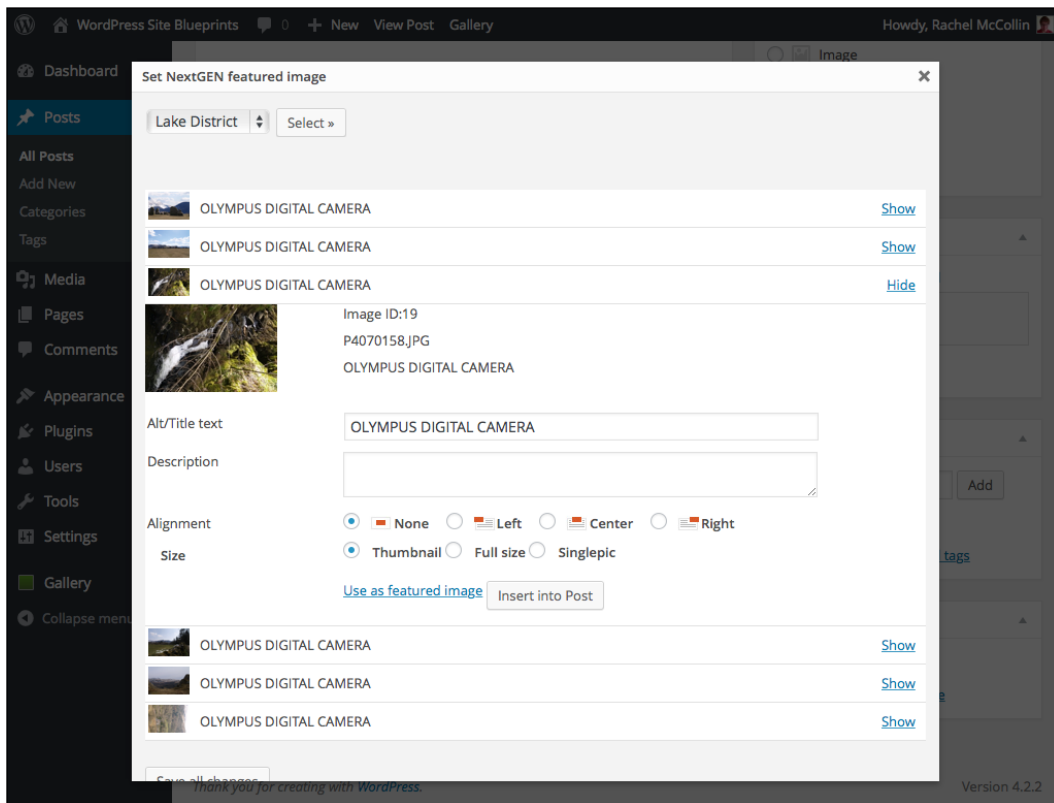 WordPress Site Blueprints 0 + New View Post Gallery Howdy, Rachel McCollin
Image
Dashboard
Posts
All Posts
Add New
Categories
Tags
Media
Pages
Comments
Appearance
Plugins
Users
Tools
Settings
Gallery
Collapse menu
Set NextGEN featured image ×
Lake District Select »
OLYMPUS DIGITAL CAMERA Show
OLYMPUS DIGITAL CAMERA Show
OLYMPUS DIGITAL CAMERA Hide
Image ID:19
P4070158.JPG
OLYMPUS DIGITAL CAMERA
Alt/Title text OLYMPUS DIGITAL CAMERA
Description
Alignment None Left Center Right
Size Thumbnail Full size Singlepic
Use as featured image Insert into Post
OLYMPUS DIGITAL CAMERA Show
OLYMPUS DIGITAL CAMERA Show
OLYMPUS DIGITAL CAMERA Show
Save all changes
Add
tags
Thank you for creating with WordPress. Version 4.2.2